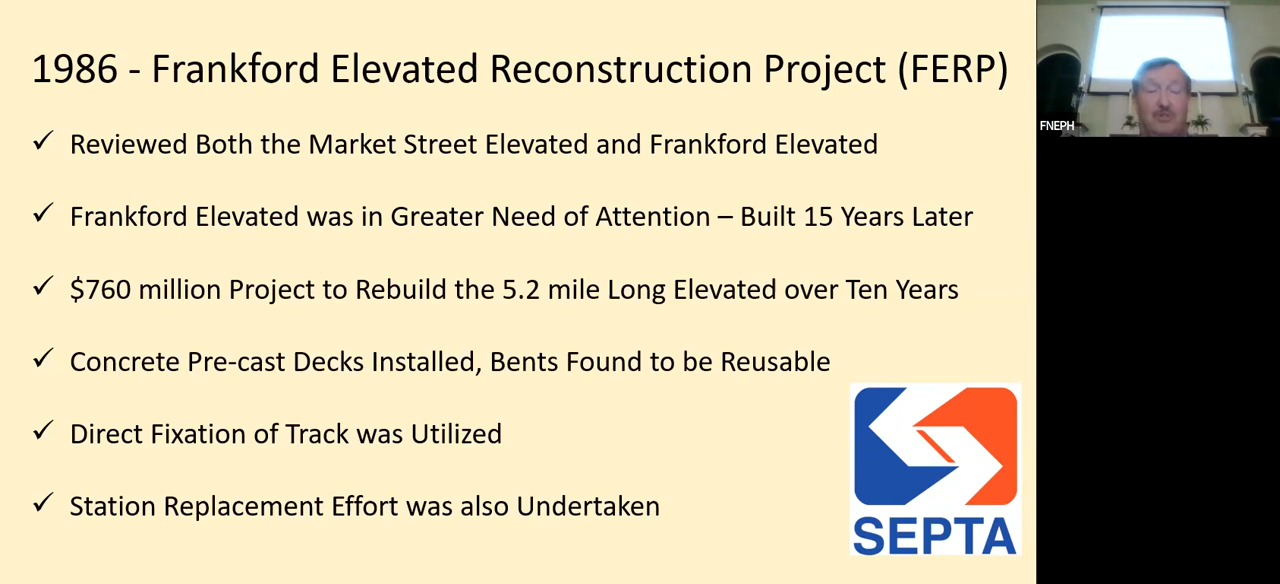 1986 - Frankford Elevated Reconstruction Project (FERP)
✓ Reviewed Both the Market Street Elevated and Frankford Elevated
✓ Frankford Elevated was in Greater Need of Attention – Built 15 Years Later
✓ $760 million Project to Rebuild the 5.2 mile Long Elevated over Ten Years
✓ Concrete Pre-cast Decks Installed, Bents Found to be Reusable
✓ Direct Fixation of Track was Utilized
✓ Station Replacement Effort was also Undertaken
SEPTA
FNEPH